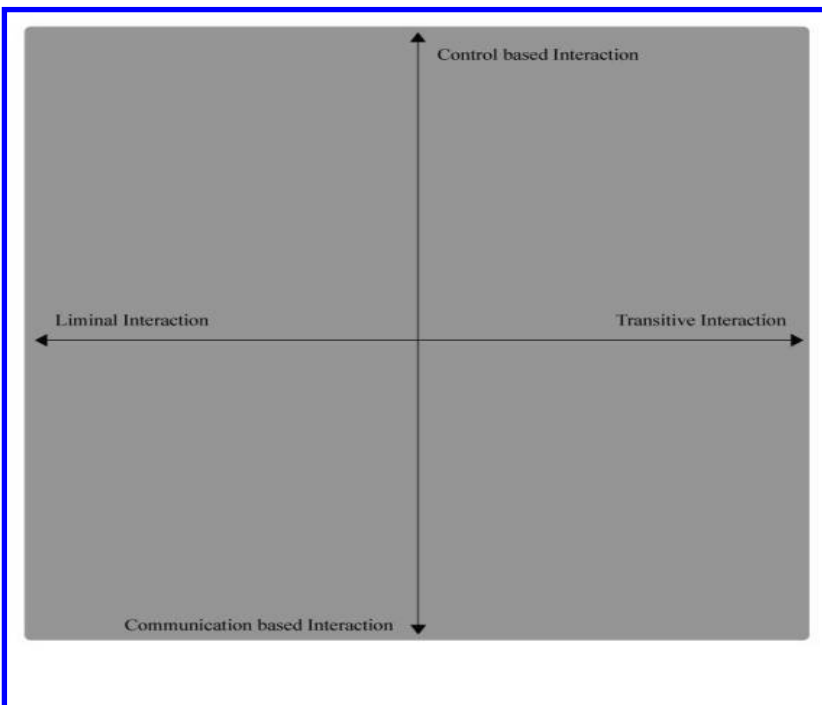 Control based Interaction
Liminal Interaction
Transitive Interaction
Communication based Interaction